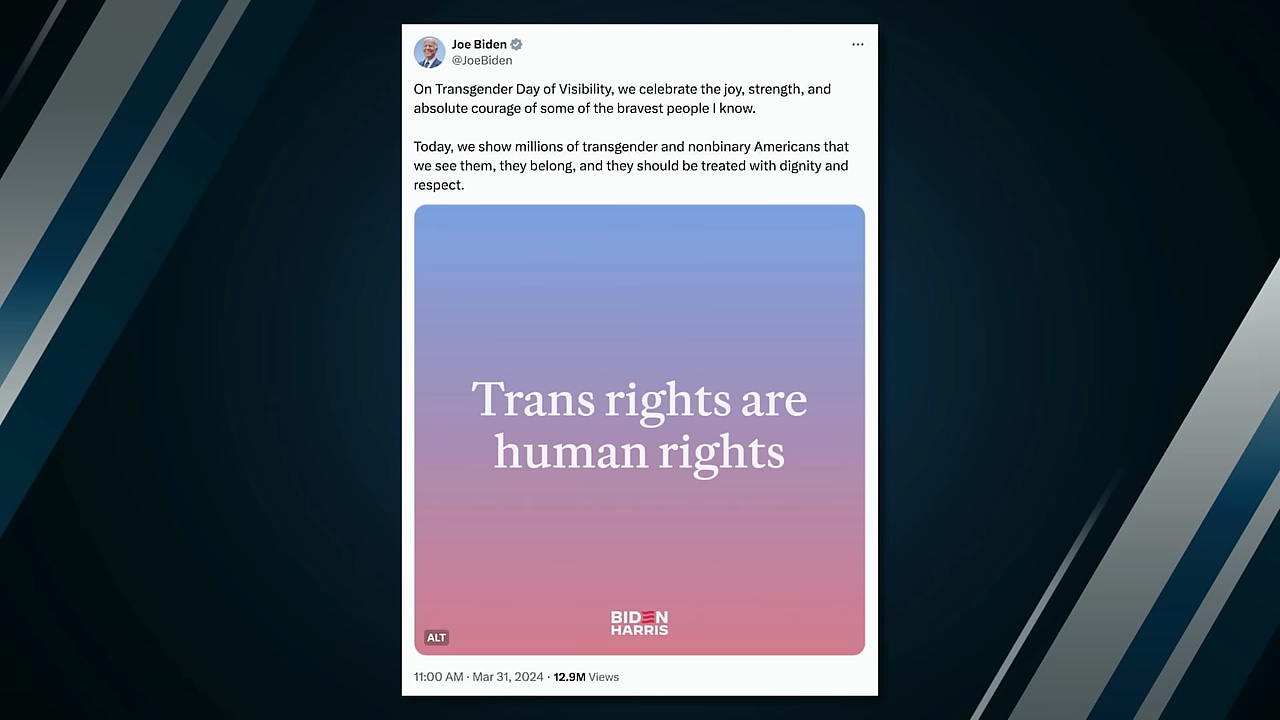 Joe Biden
@JoeBiden
On Transgender Day of Visibility, we celebrate the joy, strength, and
absolute courage of some of the bravest people I know.
Today, we show millions of transgender and nonbinary Americans that
we see them, they belong, and they should be treated with dignity and
respect.
Trans rights are
human rights
BIDEN
HARRIS
ALT
11:00 AM · Mar 31, 2024 · 12.9M Views